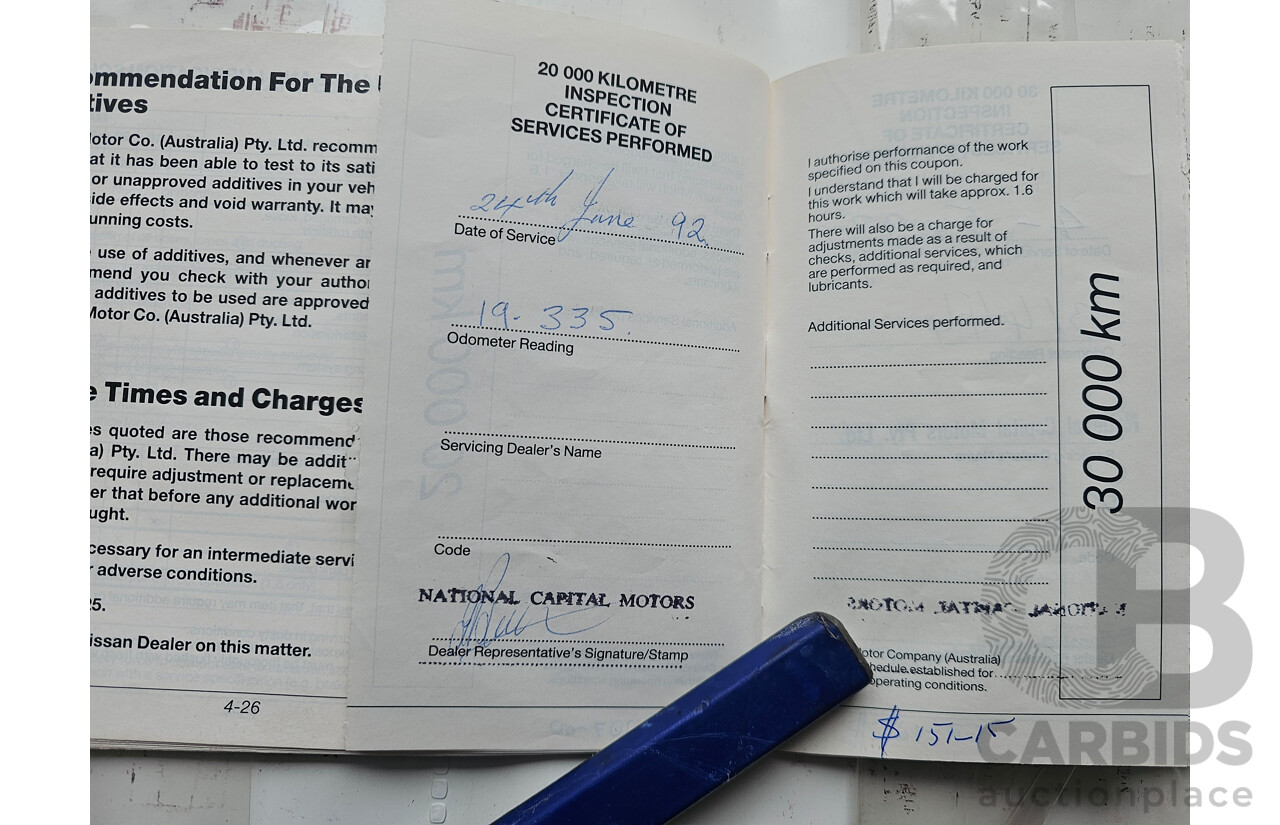 ommendation For The
tives
otor Co. (Australia) Pty. Ltd. recomm
at it has been able to test to its sati
or unapproved additives in your veh
ide effects and void warranty. It may
unning costs.
use of additives, and whenever an
mend you check with your author
additives to be used are approved
Motor Co. (Australia) Pty. Ltd.
e Times and Charges
es quoted are those recommend
a) Pty. Ltd. There may be addit
require adjustment or replaceme
er that before any additional wor
ught.
cessary for an intermediate servi
r adverse conditions.
25.
issan Dealer on this matter.
4-26
20 000 KILOMETRE
INSPECTION
CERTIFICATE OF
SERVICES PERFORMED
24th June 92.
Date of Service
19-335
Odometer Reading
Servicing Dealer's Name
Code
NATIONAL CAPITAL MOTORS
Dealer Representative's Signature/Stamp
I authorise performance of the work
specified on this coupon.
I understand that I will be charged for
this work which will take approx. 1.6
hours.
There will also be a charge for
adjustments made as a result of
checks, additional services, which
are performed as required, and
lubricants.
Additional Services performed.
30 000 km
otor Company (Australia)
chedule established for
operating conditions.
$ 151-15
CARBIDS
auctionplace